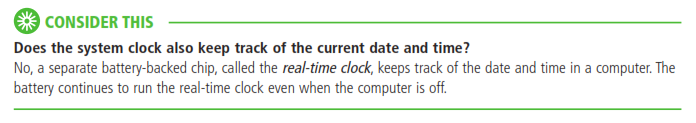 CONSIDER THIS
Does the system clock also keep track of the current date and time?
No, a separate battery-backed chip, called the real-time clock, keeps track of the date and time in a computer. The
battery continues to run the real-time clock even when the computer is off.